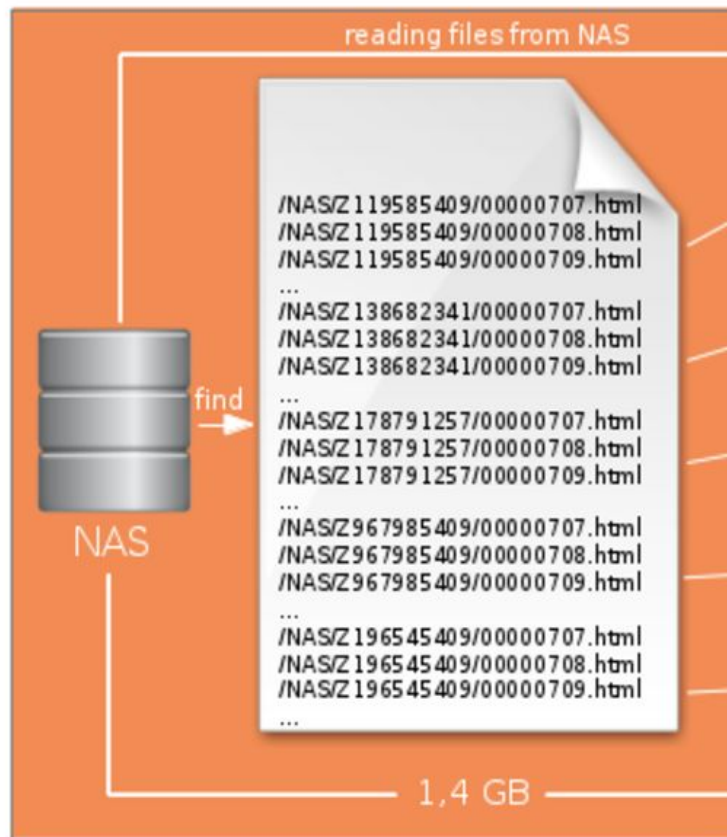 reading files from NAS
/NAS/Z119585409/00000707.html
/NAS/Z119585409/00000708.html
/NAS/Z119585409/00000709.html
...
/NAS/Z138682341/00000707.html
/NAS/Z138682341/00000708.html
/NAS/Z138682341/00000709.html
...
find
/NAS/Z178791257/00000707.html
/NAS/Z178791257/00000708.html
/NAS/Z178791257/00000709.html
...
NAS
/NAS/Z967985409/00000707.html
/NAS/Z967985409/00000708.html
/NAS/Z967985409/00000709.html
...
/NAS/Z196545409/00000707.html
/NAS/Z196545409/00000708.html
/NAS/Z196545409/00000709.html
...
1,4 GB